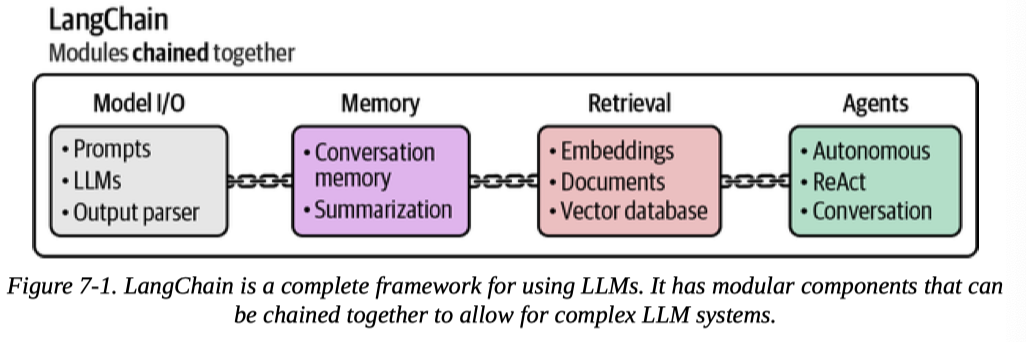 LangChain
Modules chained together
Model I/O
• Prompts
• LLMs
• Output parser
Memory
• Conversation
memory
• Summarization
Retrieval
• Embeddings
• Documents
• Vector database
Agents
• Autonomous
• ReAct
• Conversation
Figure 7-1. LangChain is a complete framework for using LLMs. It has modular components that can
be chained together to allow for complex LLM systems.